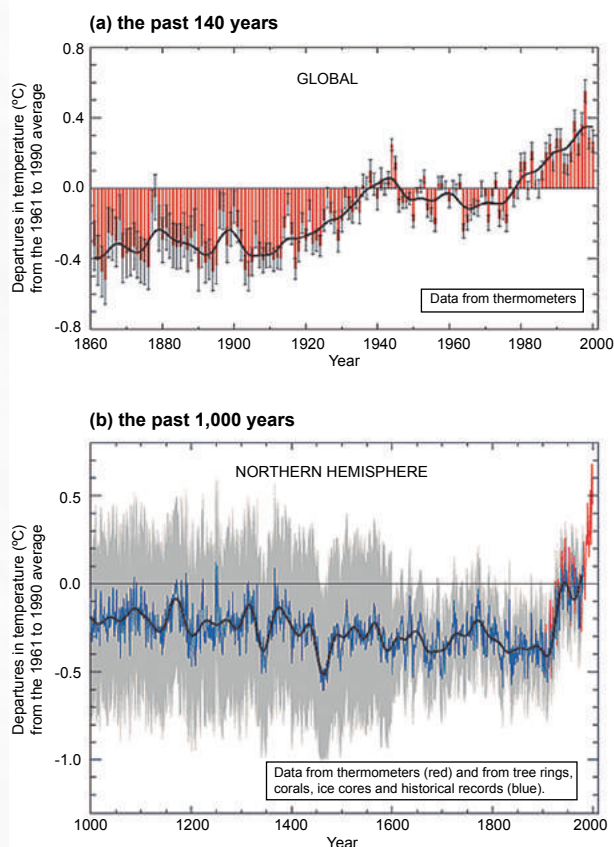 (a) the past 140 years
Departures in temperature (ºC)
from the 1961 to 1990 average
0.8
0.4
0.0
-0.4
-0.8
GLOBAL
Data from thermometers
1860
1880
1900
1920
1940
1960
1980
2000
Year
(b) the past 1,000 years
Departures in temperature (ºC)
from the 1961 to 1990 average
0.5
0.0
-0.5
-1.0
NORTHERN HEMISPHERE
Data from thermometers (red) and from tree rings,
corals, ice cores and historical records (blue).
1000
1200
1400
1600
1800
2000
Year